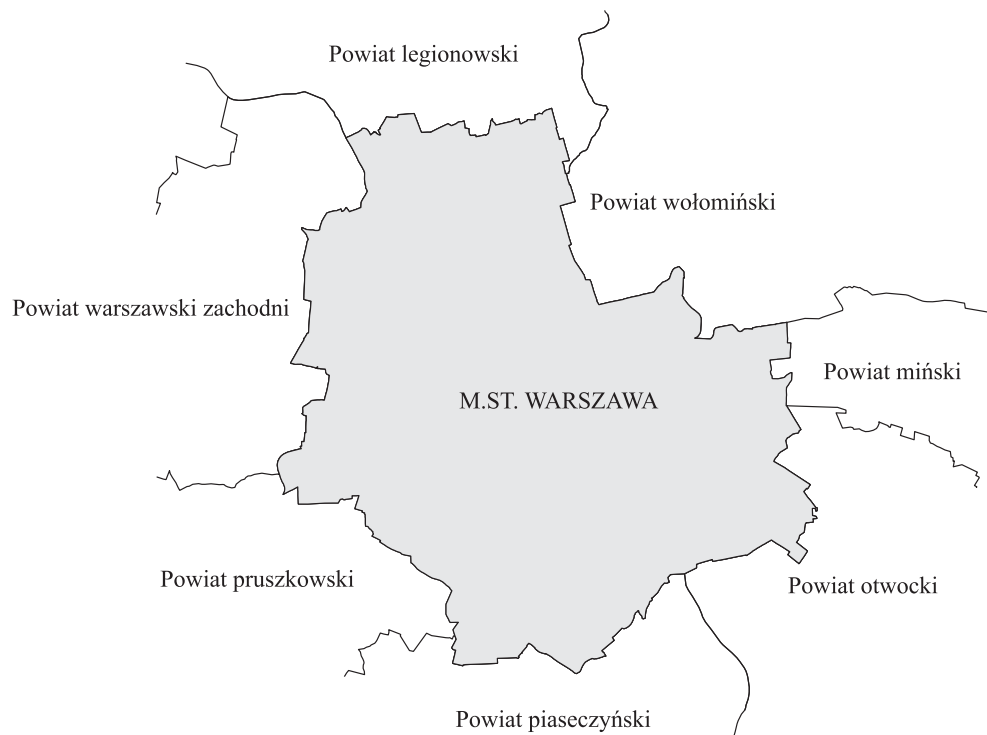 Powiat legionowski
Powiat wołomiński
Powiat warszawski zachodni
Powiat miński
M.ST. WARSZAWA
Powiat pruszkowski
Powiat otwocki
Powiat piaseczyński